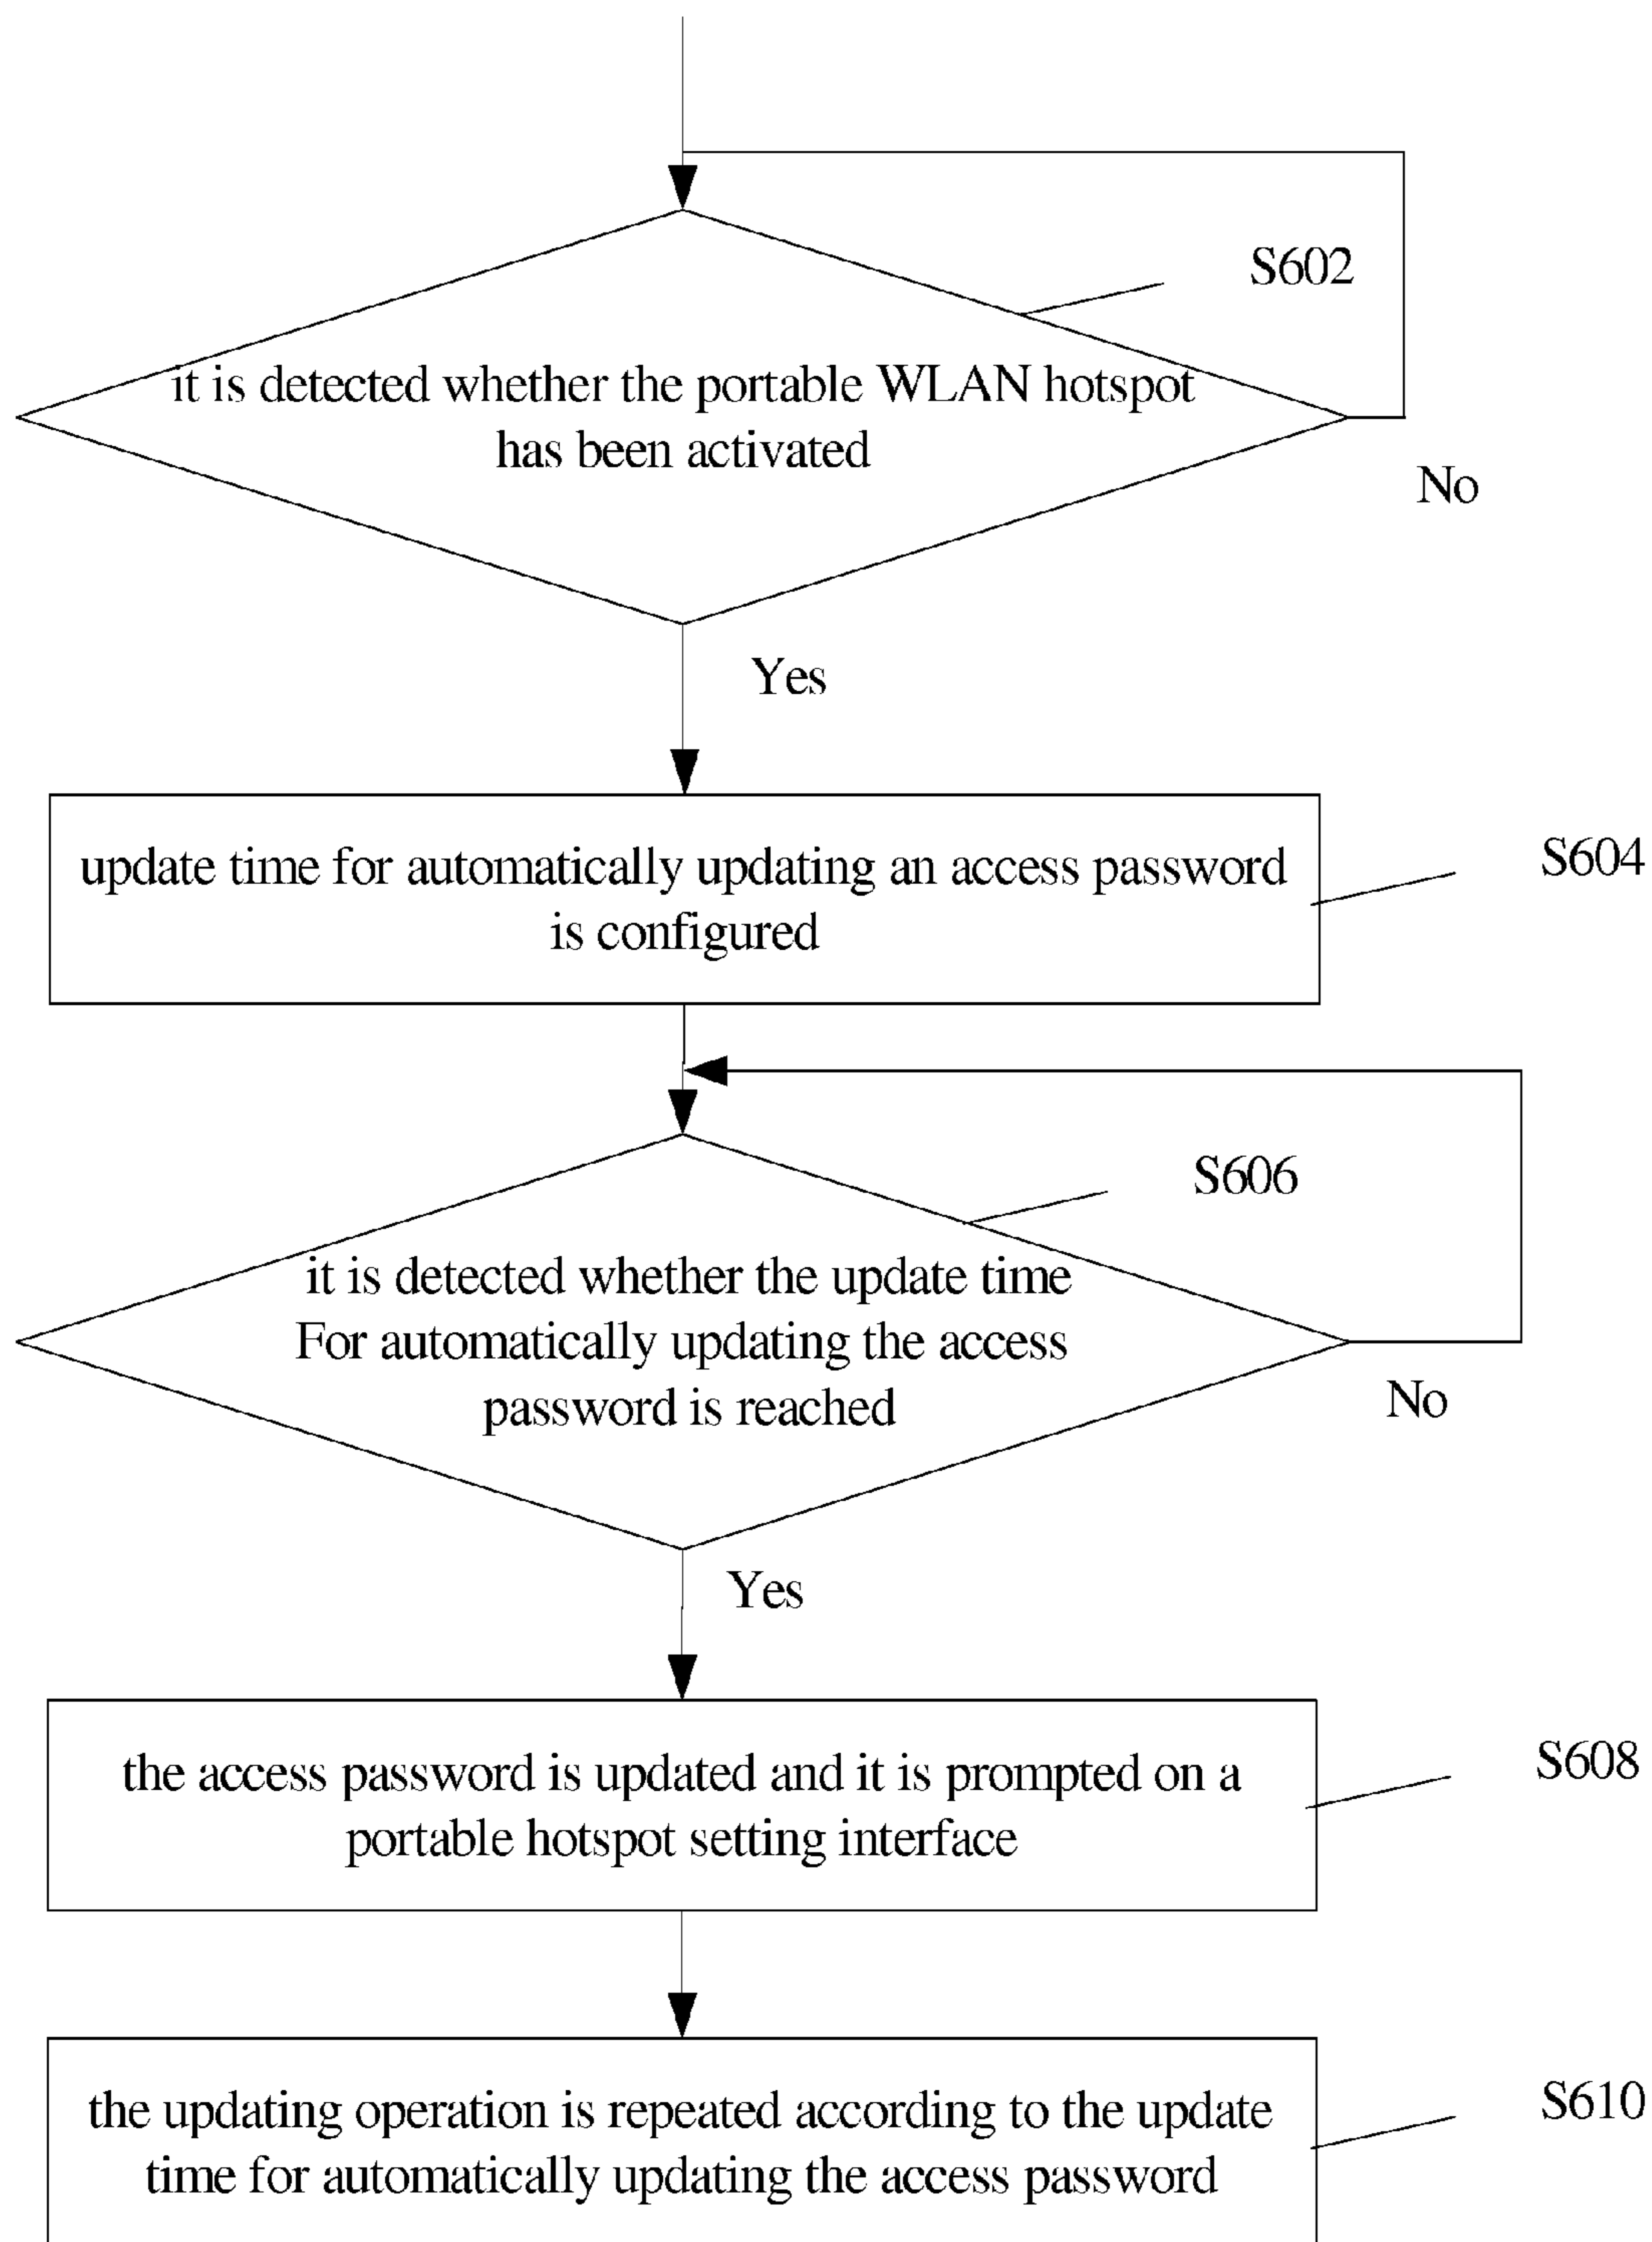 S602
it is detected whether the portable WLAN hotspot
has been activated
No
Yes
update time for automatically updating an access password
is configured
S604
S606
it is detected whether the update time
For automatically updating the access
password is reached
No
Yes
the access password is updated and it is prompted on a
portable hotspot setting interface
S608
the updating operation is repeated according to the update
time for automatically updating the access password
S610